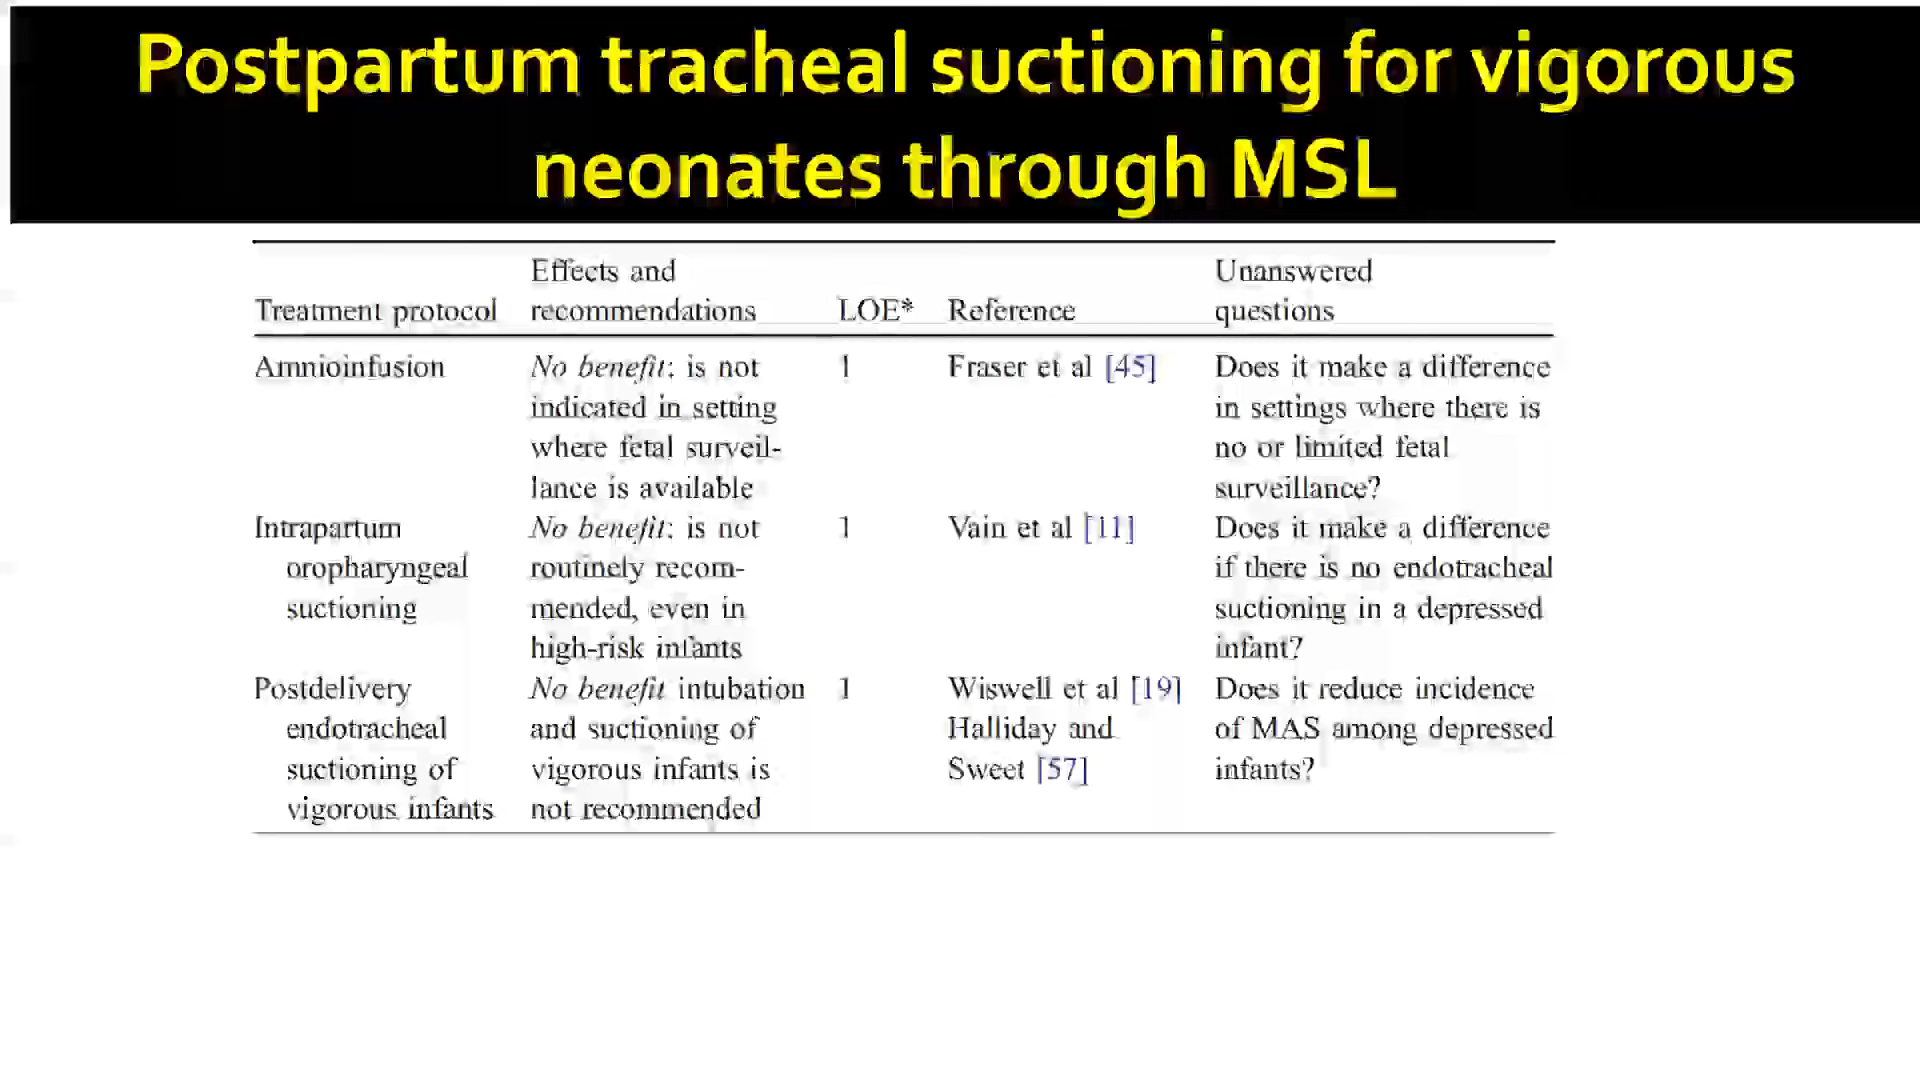 Postpartum tracheal suctioning for vigorous
neonates through MSL
Effects and
Unanswered
Treatment protocol recommendations LOE* Reference questions
Amnioinfusion No benefit: is not 1 Fraser et al [45] Does it make a difference
indicated in setting in settings where there is
where fetal surveil- no or limited fetal
lance is available surveillance?
Intrapartum No benefit: is not 1 Vain et al [11] Does it make a difference
oropharyngeal routinely recom- if there is no endotracheal
suctioning mended, even in suctioning in a depressed
high-risk infants infant?
Postdelivery No benefit intubation 1 Wiswell et al [19] Does it reduce incidence
endotracheal and suctioning of Halliday and of MAS among depressed
suctioning of vigorous infants is Sweet [57] infants?
vigorous infants not recommended